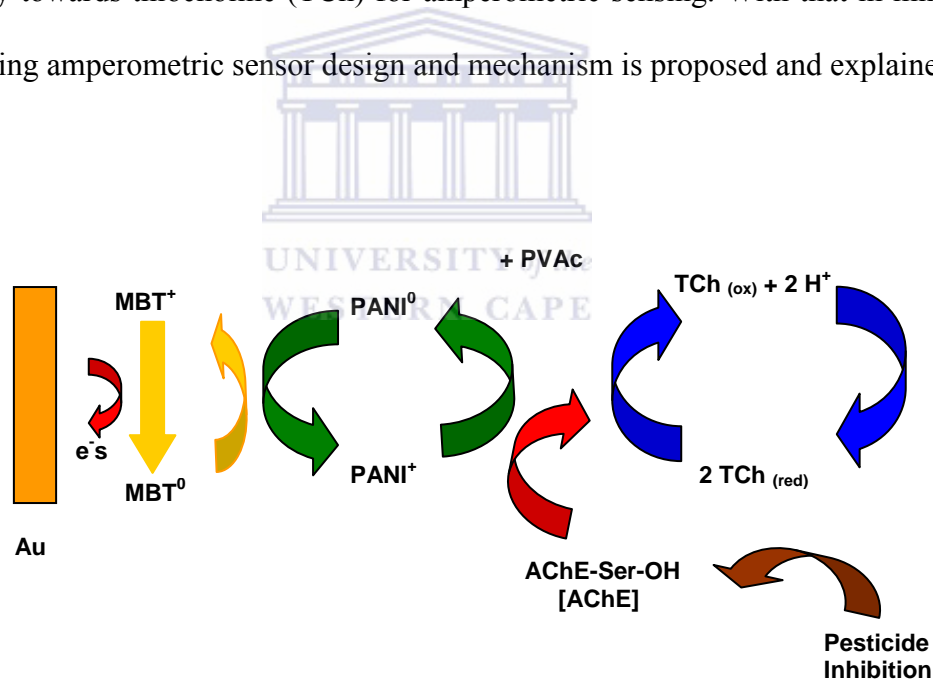 y towards thiocholine (TCh) for amperometric sensing. With that in min
ing amperometric sensor design and mechanism is proposed and explaine
UNIVERSITY of the
WESTERN CAPE
+ PVAc
MBT⁺
PANI⁰
TCh (ox) + 2 H⁺
e⁻s
MBT⁰
PANI⁺
2 TCh (red)
Au
AChE-Ser-OH
[AChE]
Pesticide
Inhibition